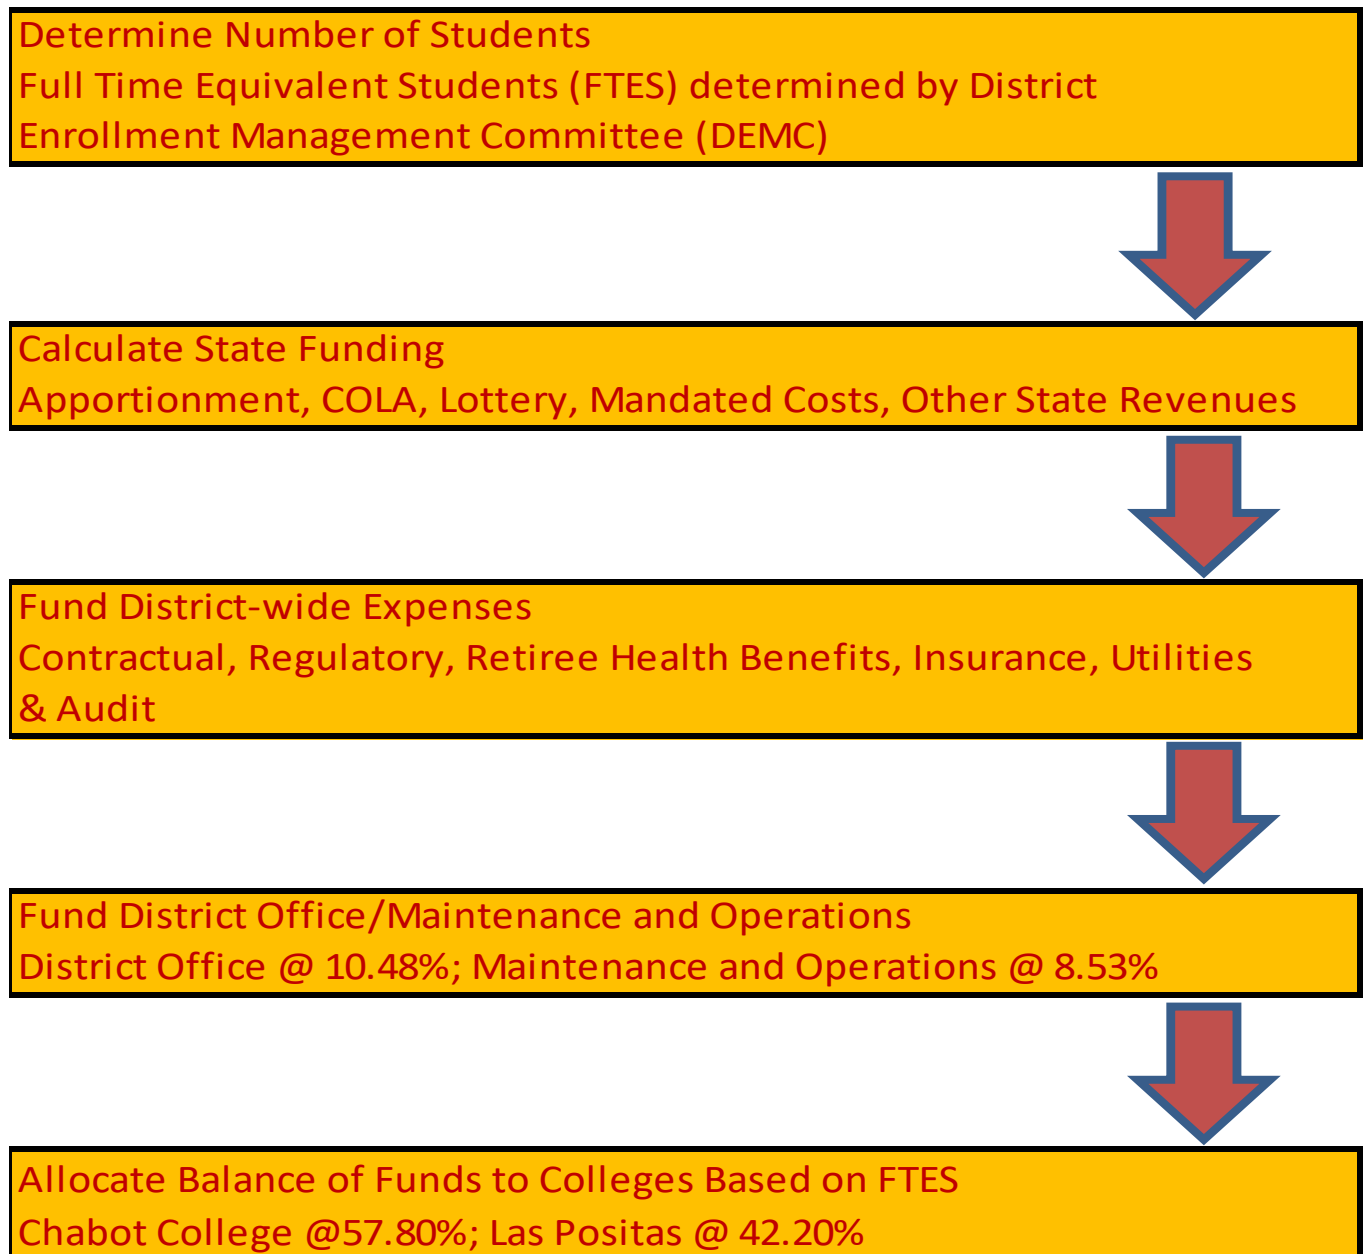 Determine Number of Students
Full Time Equivalent Students (FTES) determined by District
Enrollment Management Committee (DEMC)
Calculate State Funding
Apportionment, COLA, Lottery, Mandated Costs, Other State Revenues
Fund District-wide Expenses
Contractual, Regulatory, Retiree Health Benefits, Insurance, Utilities
& Audit
Fund District Office/Maintenance and Operations
District Office @ 10.48%; Maintenance and Operations @ 8.53%
Allocate Balance of Funds to Colleges Based on FTES
Chabot College @57.80%; Las Positas @ 42.20%